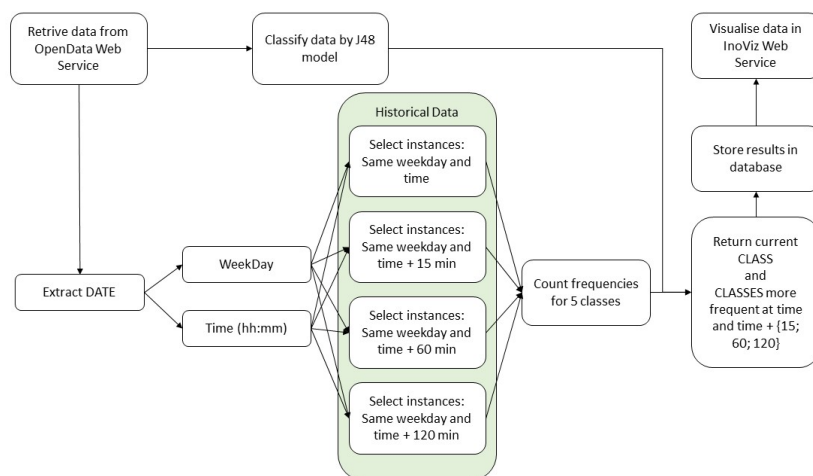 Retrive data from
OpenData Web
Service
Classify data by J48
model
Visualise data in
InoViz Web
Service
Historical Data
Select instances:
Same weekday and
time
Store results in
database
Select instances:
Same weekday and
time + 15 min
WeekDay
Extract DATE
Time (hh:mm)
Count frequencies
for 5 classes
Return current
CLASS
and
CLASSES more
frequent at time
and time + {15;
60; 120}
Select instances:
Same weekday and
time + 60 min
Select instances:
Same weekday and
time + 120 min